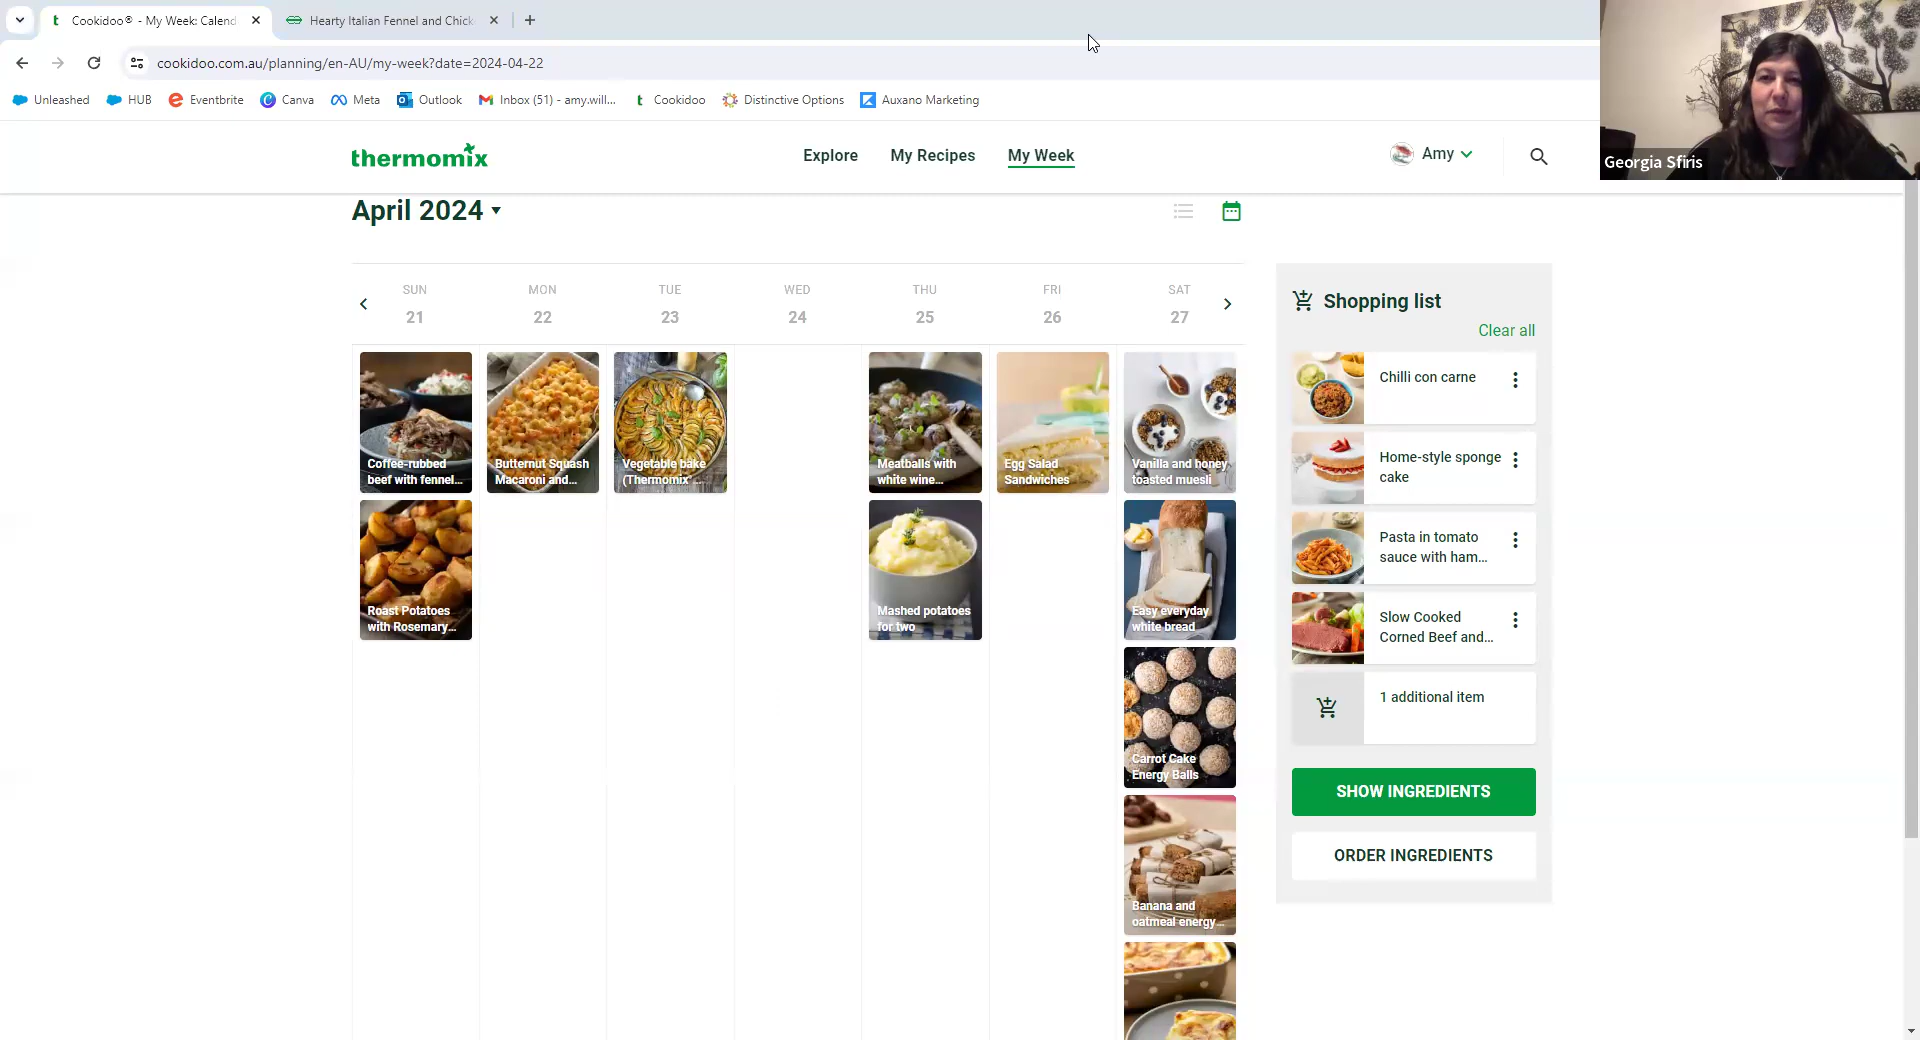 Cookidoo® - My Week: Calend
Hearty Italian Fennel and Chick
cookidoo.com.au/planning/en-AU/my-week?date=2024-04-22
Unleashed HUB Eventbrite Canva Meta Outlook Inbox (51) - amy.will... Cookidoo Distinctive Options Auxano Marketing
thermomix Explore My Recipes My Week Amy
Georgia Sfiris
April 2024
SUN MON TUE WED THU FRI SAT
21 22 23 24 25 26 27
Coffee-rubbed
beef with fennel...
Roast Potatoes
with Rosemary...
Butternut Squash
Macaroni and...
Vegetable bake
(Thermomix ...
Meatballs with
white wine...
Mashed potatoes
for two
Egg Salad
Sandwiches
Vanilla and honey
toasted muesli
Easy everyday
white bread
Carrot Cake
Energy Balls
Banana and
oatmeal energy...
Shopping list
Clear all
Chilli con carne
Home-style sponge
cake
Pasta in tomato
sauce with ham...
Slow Cooked
Corned Beef and...
1 additional item
SHOW INGREDIENTS
ORDER INGREDIENTS